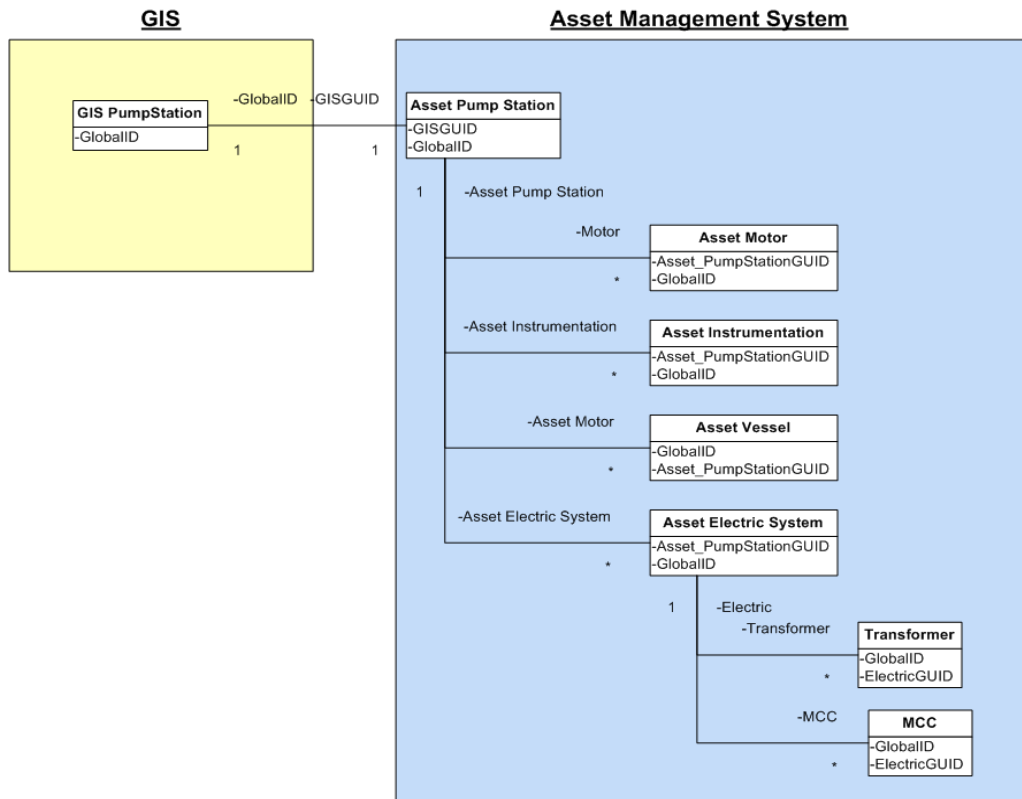 GIS
Asset Management System
-GlobalID
-GISGUID
GIS PumpStation
-GlobalID
1
1
Asset Pump Station
-GISGUID
-GlobalID
1
-Asset Pump Station
-Motor
*
Asset Motor
-Asset_PumpStationGUID
-GlobalID
-Asset Instrumentation
*
Asset Instrumentation
-Asset_PumpStationGUID
-GlobalID
-Asset Motor
*
Asset Vessel
-GlobalID
-Asset_PumpStationGUID
-Asset Electric System
*
Asset Electric System
-Asset_PumpStationGUID
-GlobalID
1
-Electric
-Transformer
*
Transformer
-GlobalID
-ElectricGUID
-MCC
*
MCC
-GlobalID
-ElectricGUID